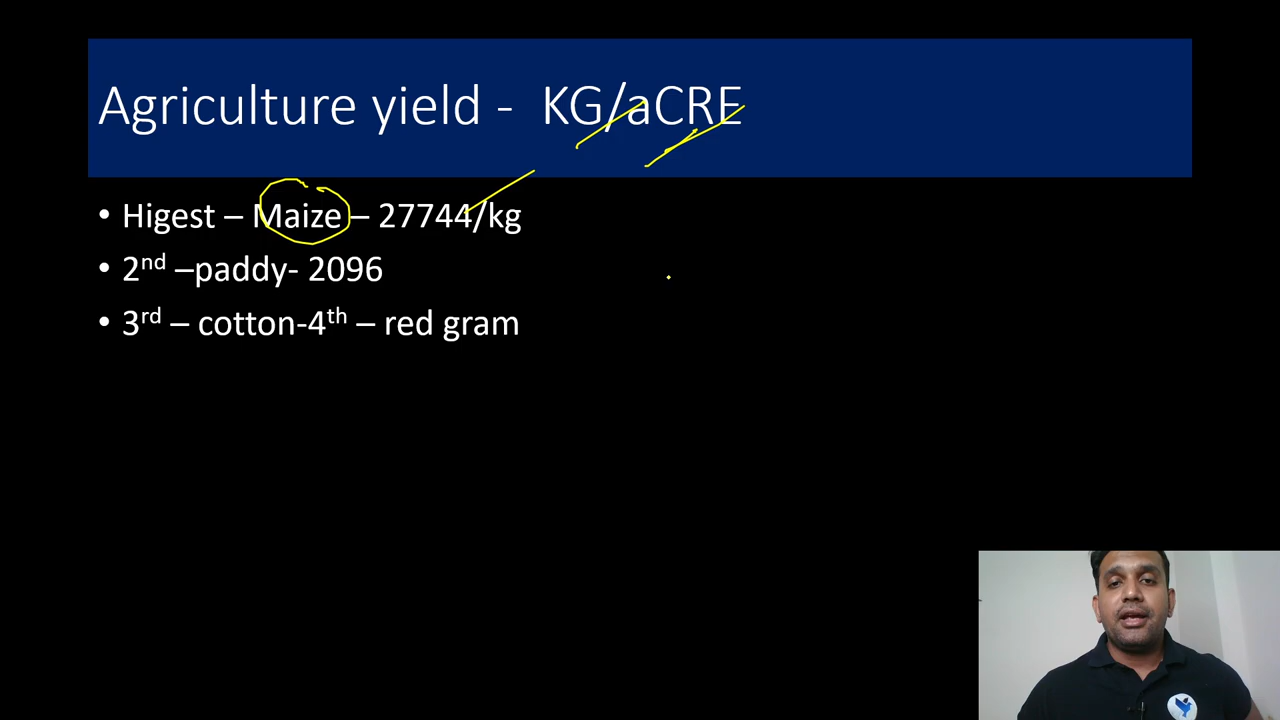 Agriculture yield - KG/aCRE
• Higest – Maize – 27744/kg
• 2nd –paddy- 2096
• 3rd – cotton-4th – red gram